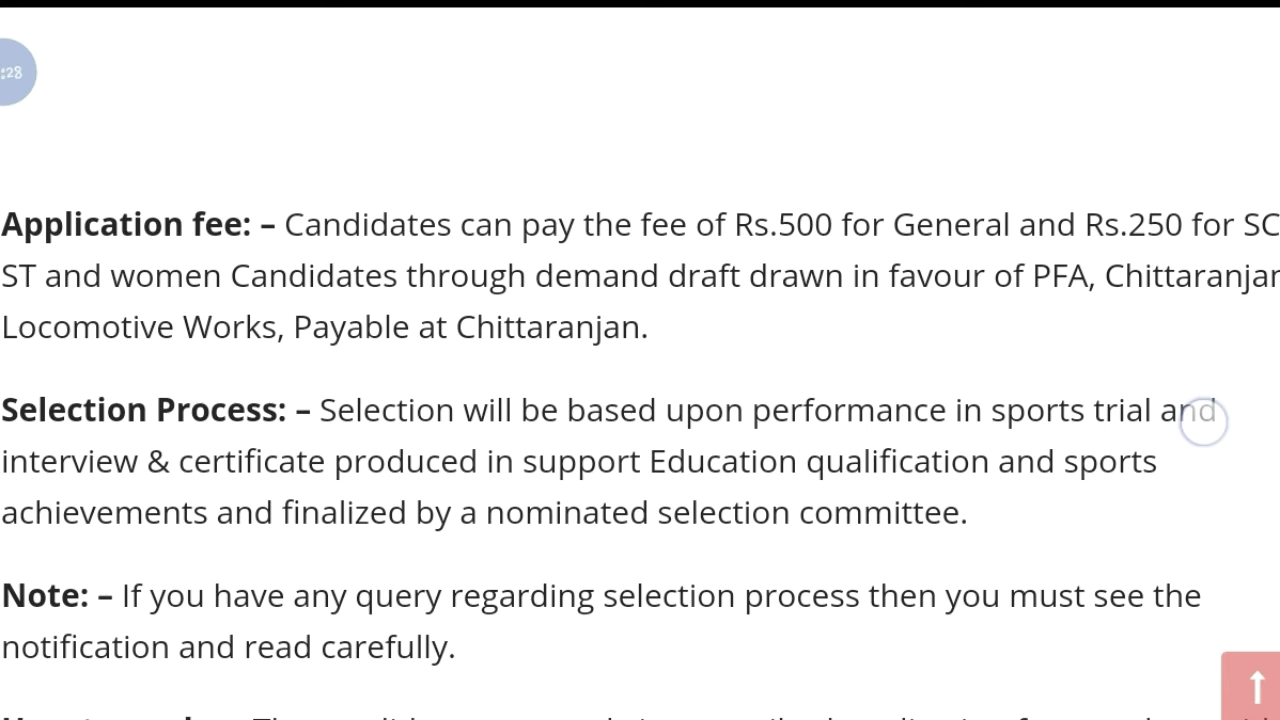 :28
Application fee: – Candidates can pay the fee of Rs.500 for General and Rs.250 for SC
ST and women Candidates through demand draft drawn in favour of PFA, Chittaranjan
Locomotive Works, Payable at Chittaranjan.
Selection Process: – Selection will be based upon performance in sports trial and
interview & certificate produced in support Education qualification and sports
achievements and finalized by a nominated selection committee.
Note: – If you have any query regarding selection process then you must see the
notification and read carefully.